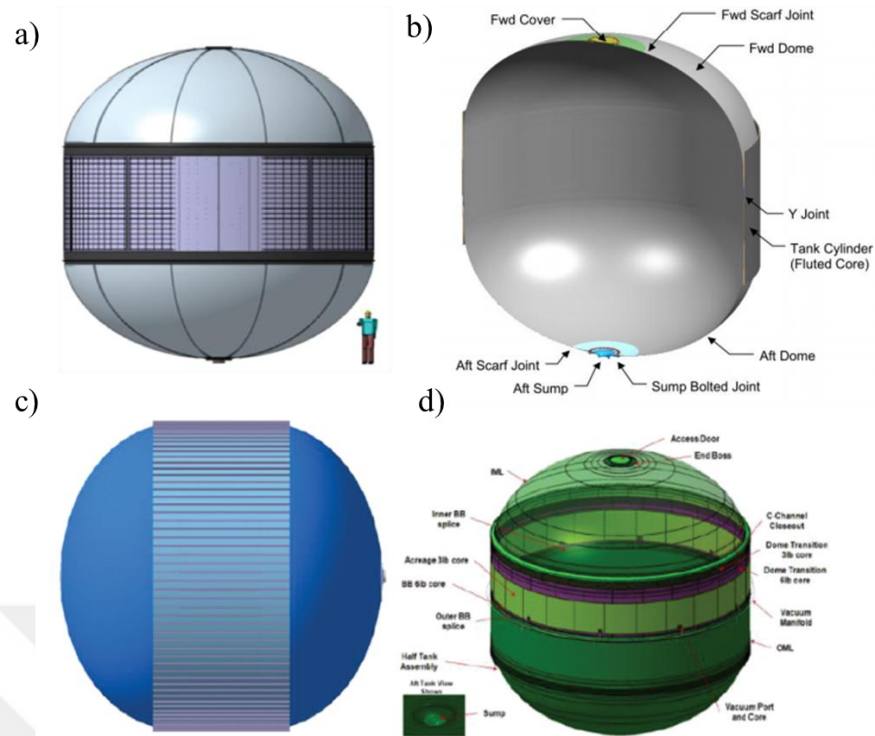 a)
b)
Fwd Cover
Fwd Scarf Joint
Fwd Dome
Y Joint
Tank Cylinder
(Fluted Core)
Aft Dome
Aft Scarf Joint
Aft Sump
Sump Bolted Joint
c)
d)
Access Door
End Boss
IML
Inner BB
splice
Acreage 3lb core
BB 6lb core
Outer BB
splice
Half Tank
Assembly
Aft Tank View
Shown
Sump
C-Channel
Closeout
Dome Transition
3lb core
Dome Transition
6lb core
Vacuum
Manifold
OML
Vacuum Port
and Core